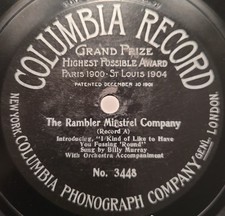 COLUMBIA RECORD
GRAND PRIZE
HIGHEST POSSIBLE AWARD
PARIS 1900 - ST LOUIS 1904
PATENTED DECEMBER 10 1901
The Rambler Minstrel Company
(Record A)
Introducing, "I Kind of Like to Have
You Fussing 'Round"
Sung by Billy Murray
With Orchestra Accompaniment
No. 3448
NEW YORK. COLUMBIA PHONOGRAPH COMPANY GENL LONDON.